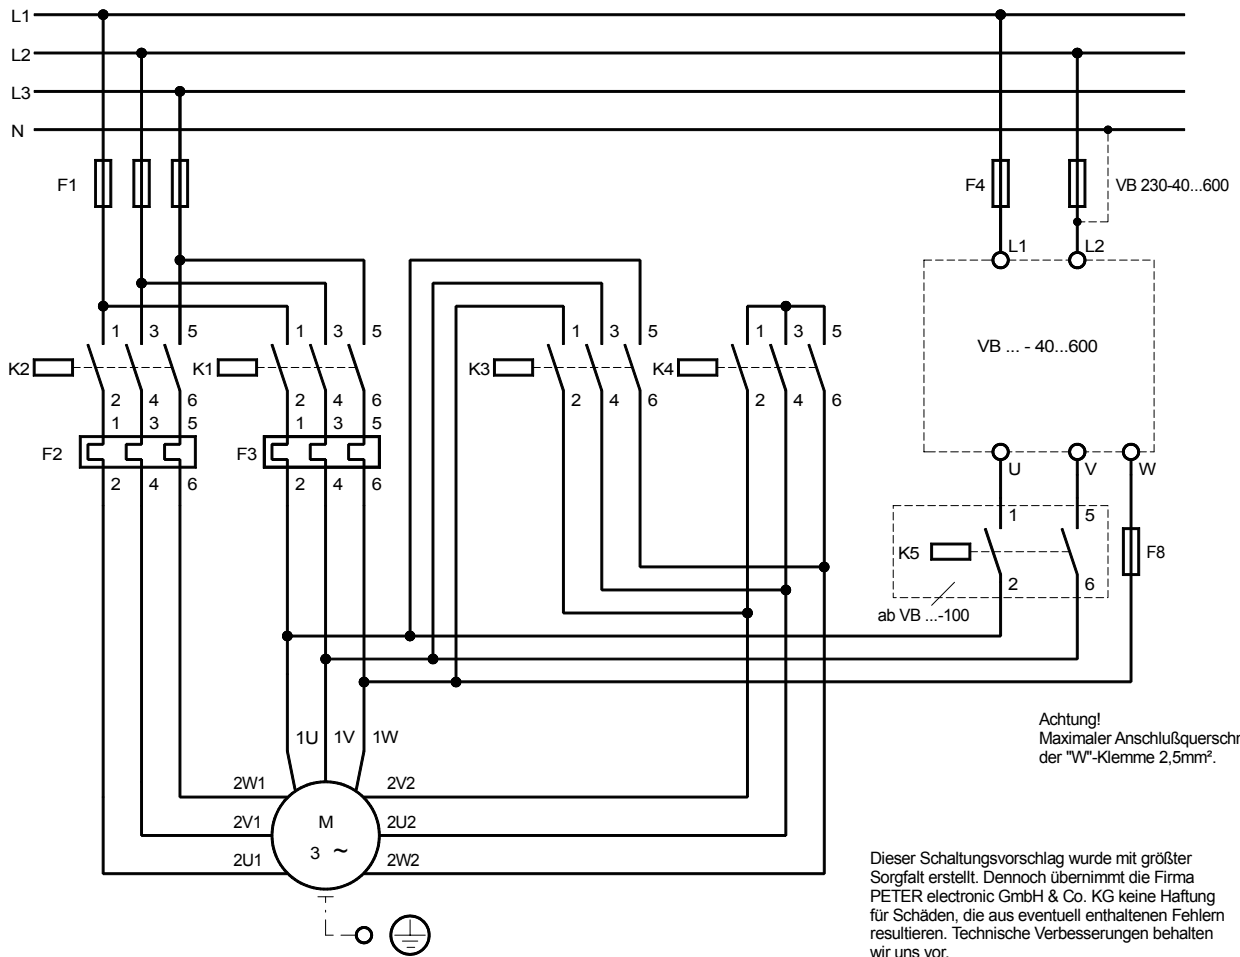 L1
L2
L3
N
F1
F4
VB 230-40...600
L1
L2
1 3 5
1 3 5
1 3 5
1 3 5
K2
K1
K3
K4
VB ... - 40...600
2 4 6
2 4 6
2 4 6
2 4 6
1 3 5
1 3 5
F2
F3
U
V
W
2 4 6
2 4 6
1
5
K5
F8
2
6
ab VB ...-100
1U
1V
1W
Achtung!
Maximaler Anschlußquerschn
der "W"-Klemme 2,5mm².
2W1
2V2
2V1
M
2U2
3 ~
2U1
2W2
Dieser Schaltungsvorschlag wurde mit größter
Sorgfalt erstellt. Dennoch übernimmt die Firma
PETER electronic GmbH & Co. KG keine Haftung
für Schäden, die aus eventuell enthaltenen Fehlern
resultieren. Technische Verbesserungen behalten
wir uns vor.